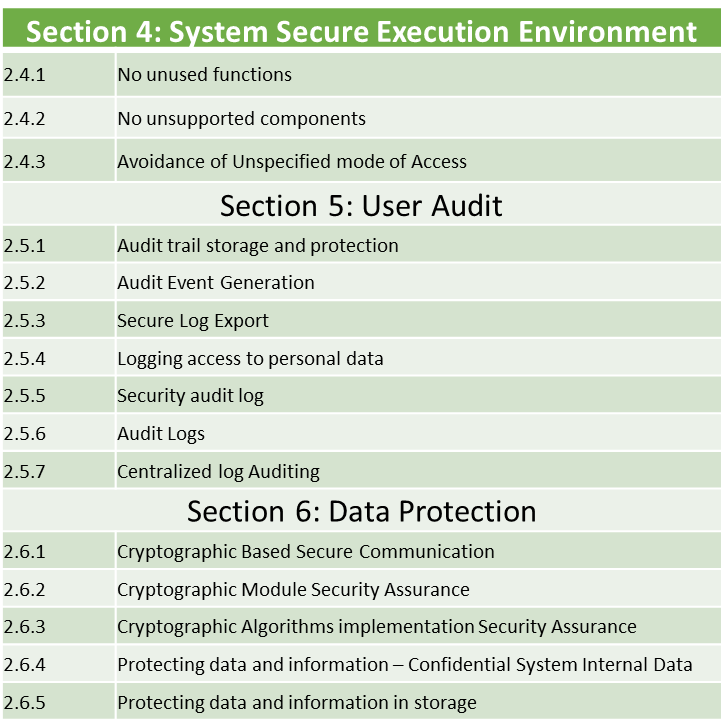 Section 4: System Secure Execution Environment
2.4.1 No unused functions
2.4.2 No unsupported components
2.4.3 Avoidance of Unspecified mode of Access
Section 5: User Audit
2.5.1 Audit trail storage and protection
2.5.2 Audit Event Generation
2.5.3 Secure Log Export
2.5.4 Logging access to personal data
2.5.5 Security audit log
2.5.6 Audit Logs
2.5.7 Centralized log Auditing
Section 6: Data Protection
2.6.1 Cryptographic Based Secure Communication
2.6.2 Cryptographic Module Security Assurance
2.6.3 Cryptographic Algorithms implementation Security Assurance
2.6.4 Protecting data and information – Confidential System Internal Data
2.6.5 Protecting data and information in storage